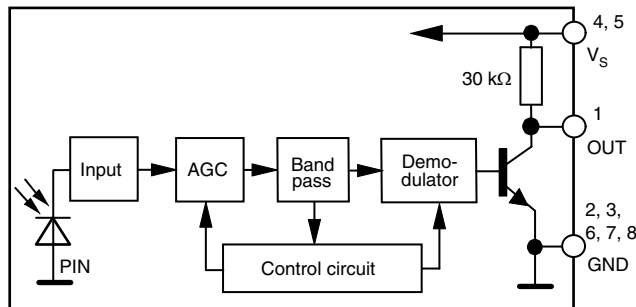 4, 5
V_S
30 kΩ
1
OUT
Input
AGC
Band
pass
Demo-
dulator
2, 3,
6, 7, 8
GND
PIN
Control circuit